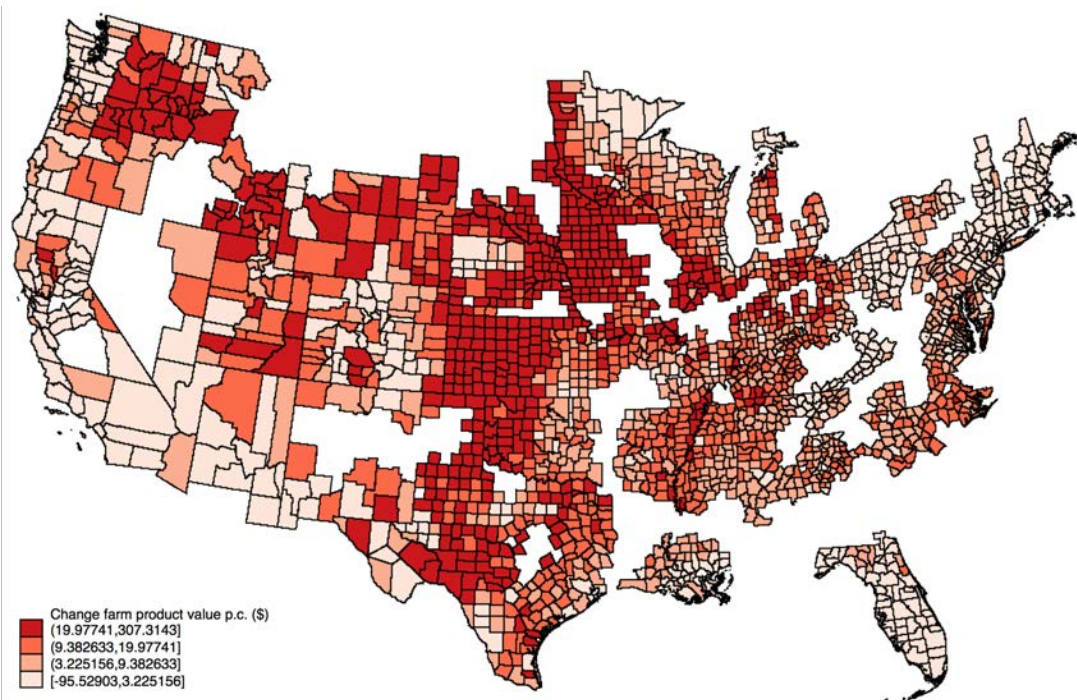 Change farm product value p.c. ($)
(19.97741,307.3143]
(9.382633,19.97741]
(3.225156,9.382633]
[-95.52903,3.225156]